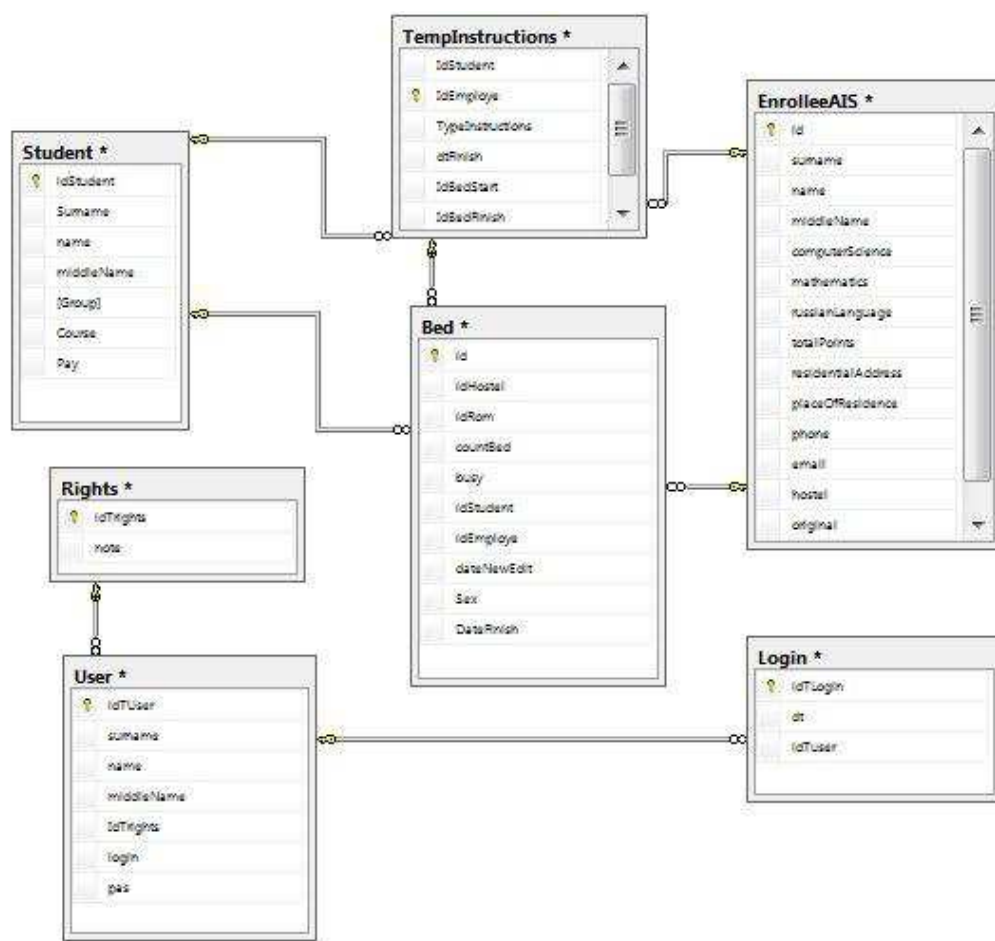 TempInstructions *
IdStudent
IdEmploye
TypeInstructions
dtFinish
IdBedStart
IdBedFinish
EnrolleeAIS *
Id
surname
name
middleName
computerScience
mathematics
russianLanguage
totalPoints
residentialAddress
placeOfResidence
phone
email
hostel
original
Student *
IdStudent
Surname
name
middleName
[Group]
Course
Pay
Bed *
Id
IdHostel
IdRom
countBed
busy
IdStudent
IdEmploye
dateNewEdit
Sex
DateFinish
Rights *
IdTrights
note
User *
IdTUser
surname
name
middleName
IdTrights
login
pas
Login *
IdTLogin
dt
IdTuser